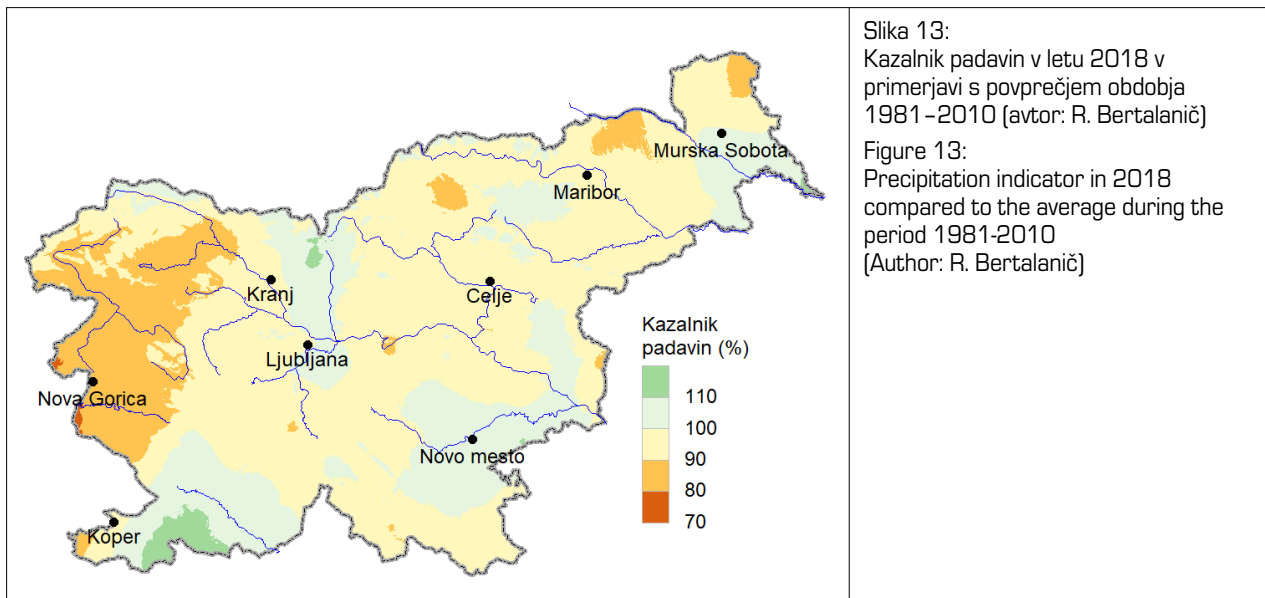 Murska Sobota
Maribor
Kranj
Celje
Ljubljana
Nova Gorica
Novo mesto
Koper
Kazalnik
padavin (%)
110
100
90
80
70
Slika 13:
Kazalnik padavin v letu 2018 v
primerjavi s povprečjem obdobja
1981–2010 (avtor: R. Bertalanič)
Figure 13:
Precipitation indicator in 2018
compared to the average during the
period 1981-2010
(Author: R. Bertalanič)